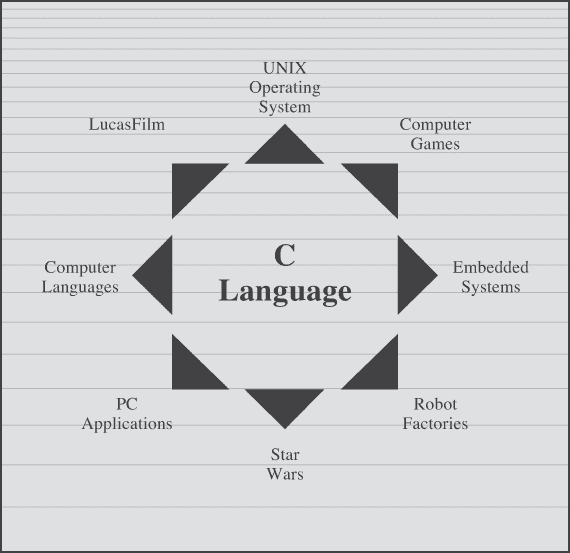 UNIX
Operating
System
LucasFilm
Computer
Games
C
Language
Computer
Languages
Embedded
Systems
PC
Applications
Robot
Factories
Star
Wars